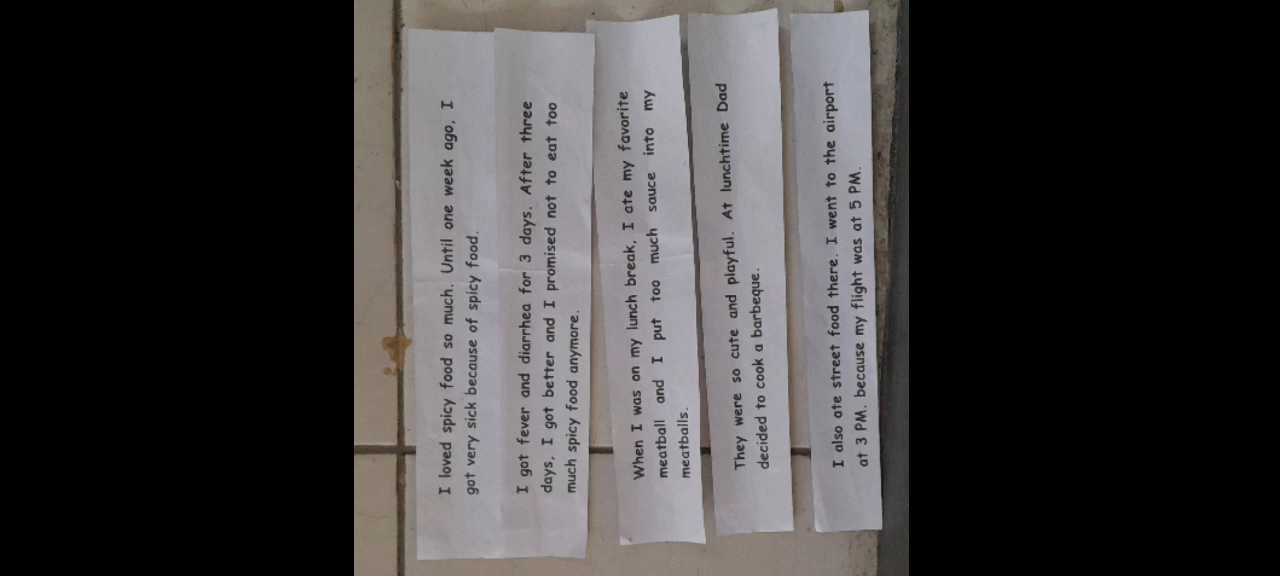 I loved spicy food so much. Until one week ago, I
got very sick because of spicy food.
I got fever and diarrhea for 3 days. After three
days, I got better and I promised not to eat too
much spicy food anymore.
When I was on my lunch break, I ate my favorite
meatball and I put too much sauce into my
meatballs.
They were so cute and playful. At lunchtime Dad
decided to cook a barbeque.
I also ate street food there. I went to the airport
at 3 PM. because my flight was at 5 PM.